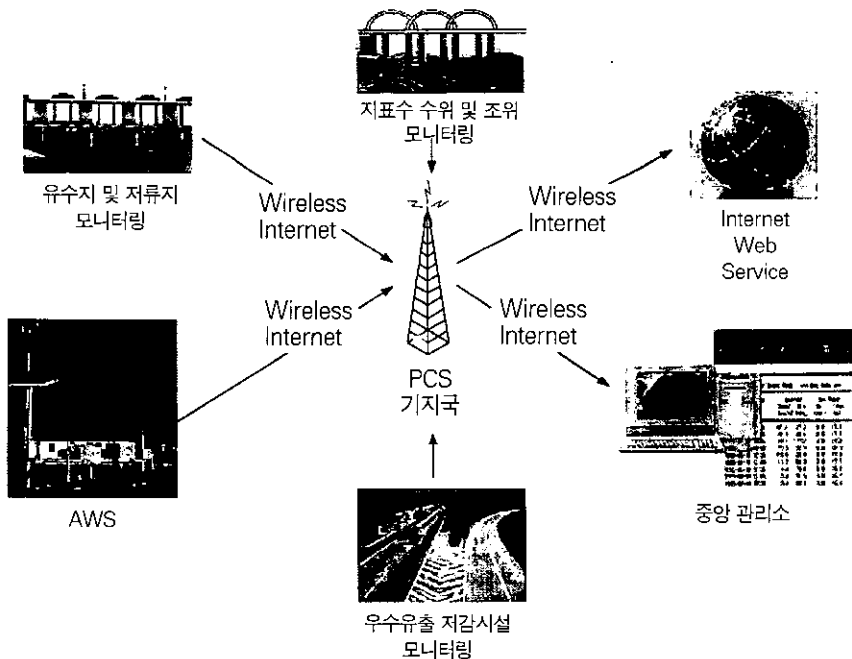 지표수 수위 및 조위
모니터링
유수지 및 저류지
모니터링
Wireless
Internet
Wireless
Internet
Internet
Web
Service
Wireless
Internet
Wireless
Internet
PCS
기지국
AWS
중앙 관리소
우수유출 저감시설
모니터링